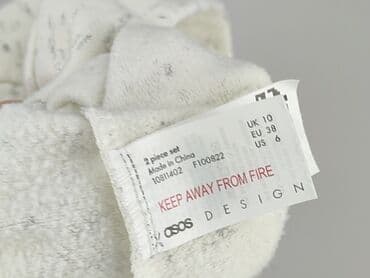 2 piece set
Made in China
10811402 F100822
UK 10
EU 38
US 6
KEEP AWAY FROM FIRE
asos DESIGN